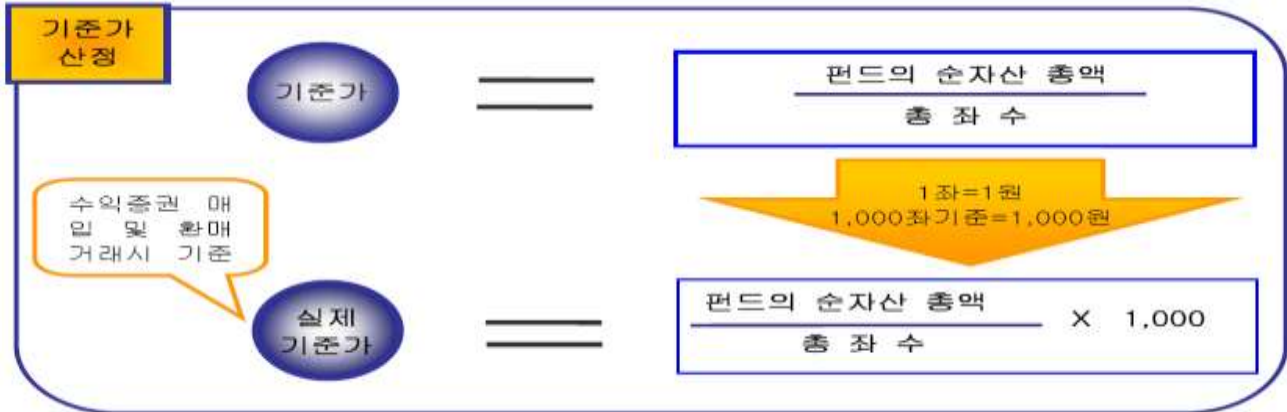 기준가
산정
기준가
펀드의 순자산 총액
총 좌 수
1좌=1원
1,000좌기준=1,000원
수익증권 매
입 및 환매
거래시 기준
실제
기준가
펀드의 순자산 총액
총 좌 수
X 1,000